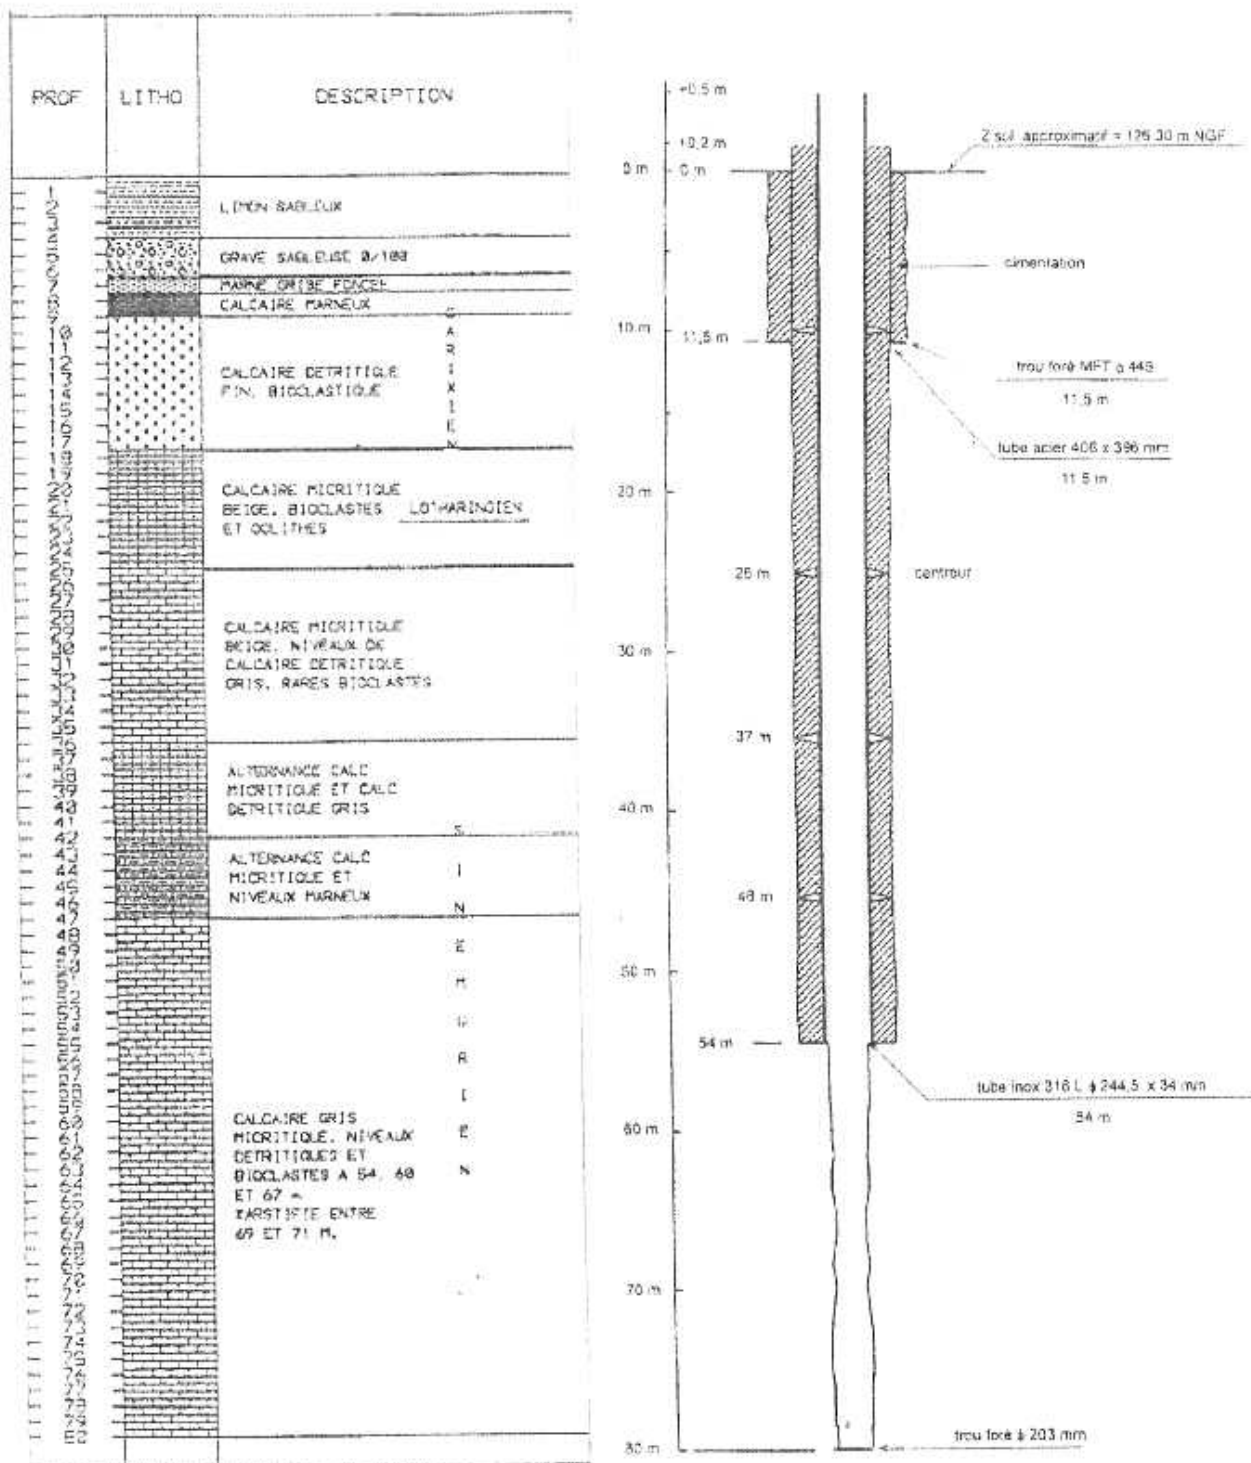 PROF
LITHO
DESCRIPTION
LIMON SABLEUX
GRAVE SABLEUSE 0/100
MARNE GRISE FONCEE
CALCAIRE MARNEUX
CALCAIRE DETRITIQUE
FIN, BIOCLASTIQUE
CARIXIEN
CALCAIRE MICRITIQUE
BEIGE, BIOCLASTES
ET OOLITHES
LOTHARINGIEN
CALCAIRE MICRITIQUE
BEIGE, NIVEAUX DE
CALCAIRE DETRITIQUE
GRIS, RARES BIOCLASTES
ALTERNANCE CALC
MICRITIQUE ET CALC
DETRITIQUE GRIS
ALTERNANCE CALC
MICRITIQUE ET
NIVEAUX MARNEUX
SINEMURIEN
CALCAIRE GRIS
MICRITIQUE, NIVEAUX
DETRITIQUES ET
BIOCLASTES A 54, 60
ET 67 m
KARSTIFIE ENTRE
69 ET 71 M.
+0,5 m
+0,2 m
0 m
0 m
10 m
11,5 m
20 m
25 m
30 m
37 m
40 m
48 m
50 m
54 m
60 m
70 m
80 m
Z sol approximatif = 125.30 m NGF
cimentation
trou foré MFT ϕ 445
11,5 m
tube acier 406 x 396 mm
11,5 m
centreur
tube inox 316 L ϕ 244,5 x 34 mm
54 m
trou foré ϕ 203 mm